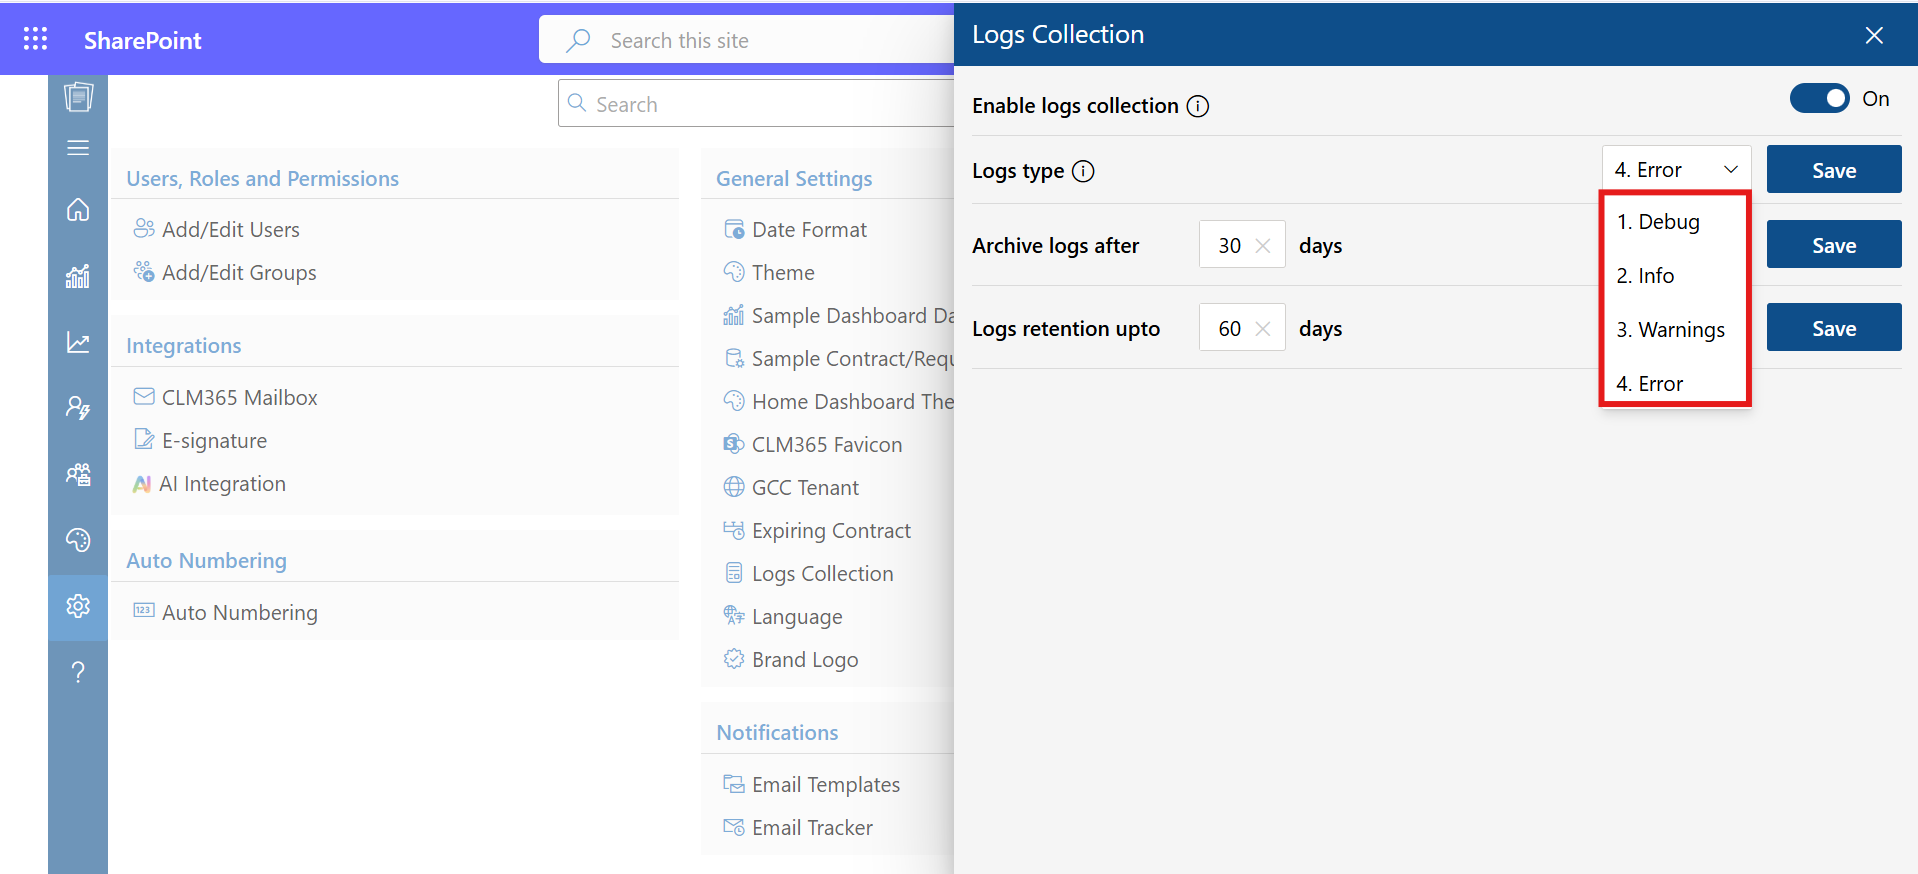 SharePoint
Search this site
Search
Users, Roles and Permissions
Add/Edit Users
Add/Edit Groups
Integrations
CLM365 Mailbox
E-signature
AI AI Integration
Auto Numbering
123 Auto Numbering
General Settings
Date Format
Theme
Sample Dashboard Da
Sample Contract/Requ
Home Dashboard The
CLM365 Favicon
GCC Tenant
Expiring Contract
Logs Collection
Language
Brand Logo
Notifications
Email Templates
Email Tracker
Logs Collection
Enable logs collection
On
Logs type
4. Error
Save
1. Debug
2. Info
3. Warnings
4. Error
Archive logs after 30 days
Save
Logs retention upto 60 days
Save